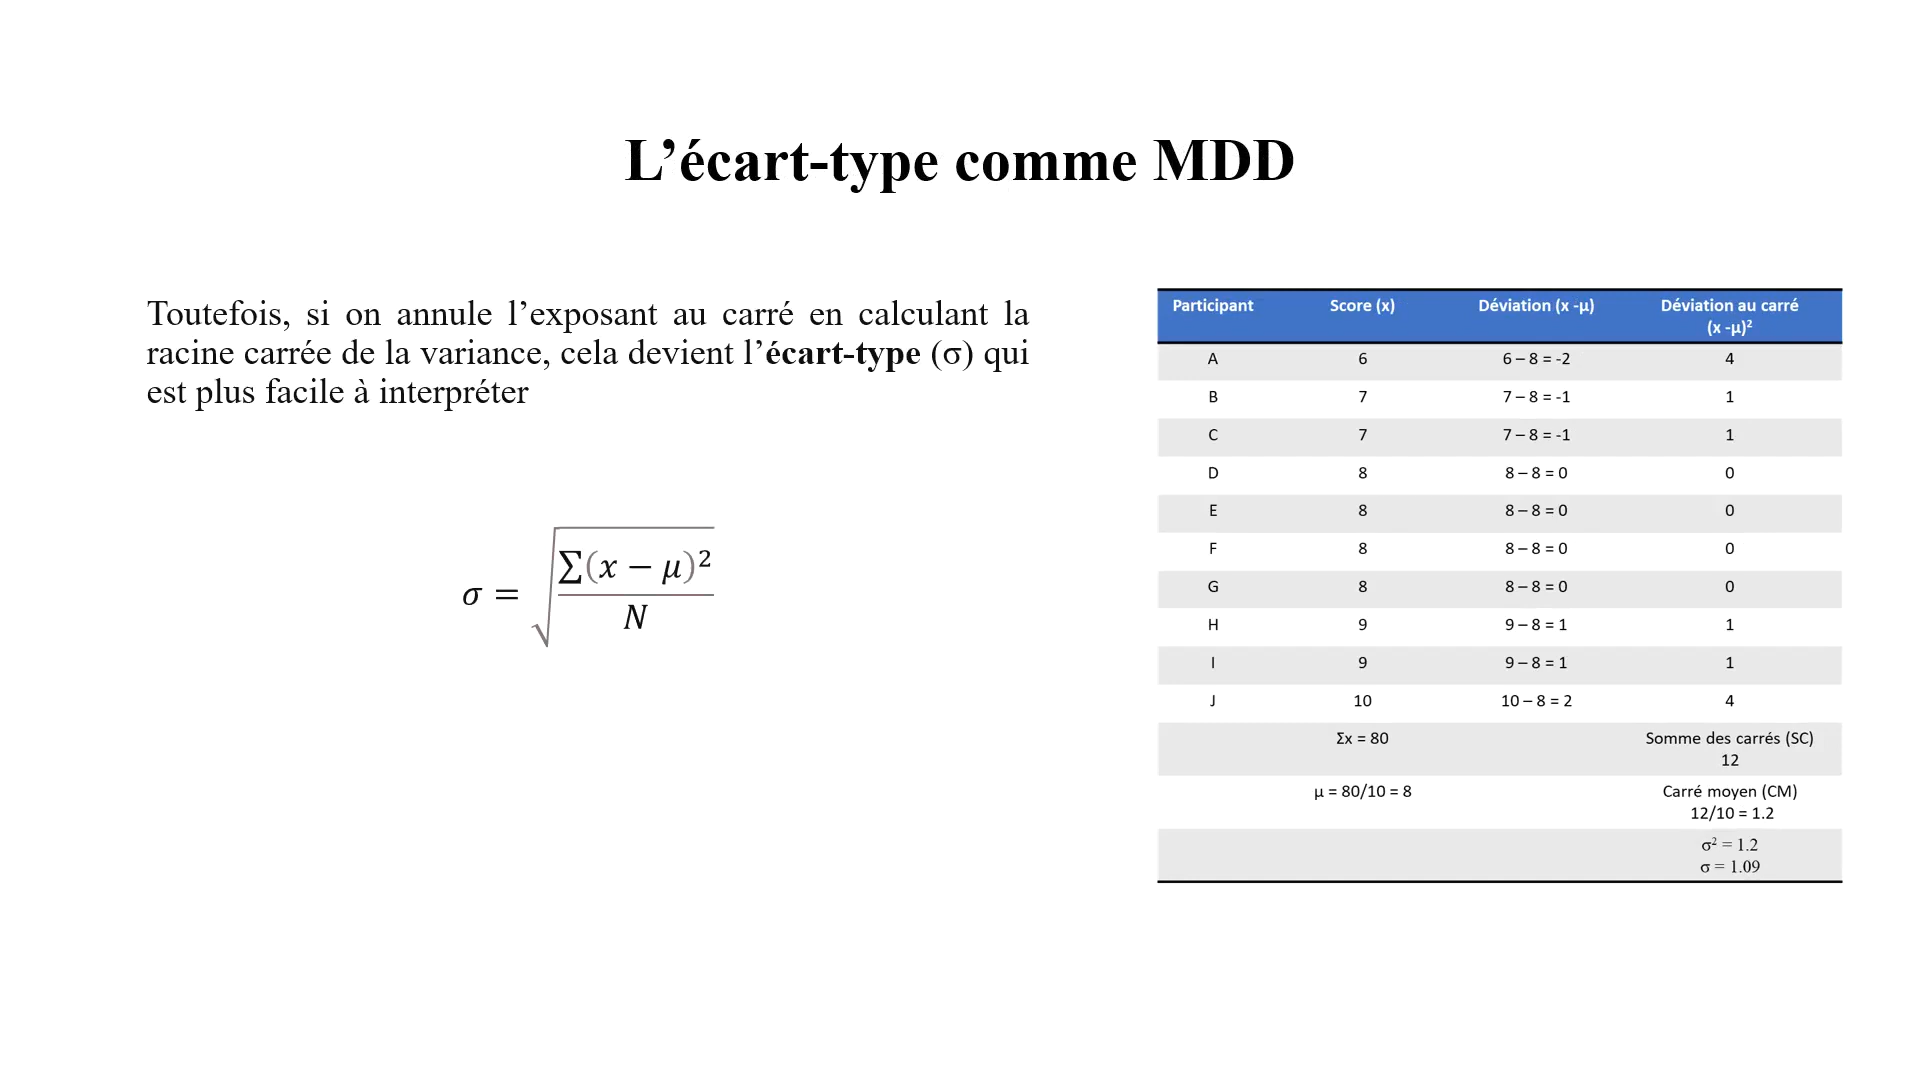 L’écart-type comme MDD
Toutefois, si on annule l’exposant au carré en calculant la
racine carrée de la variance, cela devient l’écart-type (σ) qui
est plus facile à interpréter
σ = √(∑(x − μ)² / N)
Participant Score (x) Déviation (x -μ) Déviation au carré (x -μ)²
A 6 6 – 8 = -2 4
B 7 7 – 8 = -1 1
C 7 7 – 8 = -1 1
D 8 8 – 8 = 0 0
E 8 8 – 8 = 0 0
F 8 8 – 8 = 0 0
G 8 8 – 8 = 0 0
H 9 9 – 8 = 1 1
I 9 9 – 8 = 1 1
J 10 10 – 8 = 2 4
Σx = 80 Somme des carrés (SC)
12
μ = 80/10 = 8 Carré moyen (CM)
12/10 = 1.2
σ² = 1.2
σ = 1.09